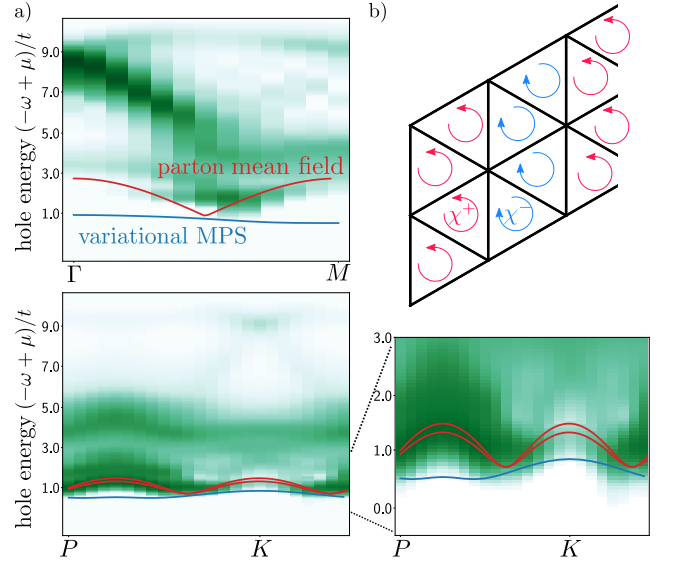 a)
b)
hole energy (−ω + μ)/t
9.0
7.0
5.0
3.0
1.0
parton mean field
variational MPS
Γ
M
χ⁺
χ⁻
hole energy (−ω + μ)/t
9.0
7.0
5.0
3.0
1.0
P
K
3.0
2.0
1.0
0.0
P
K